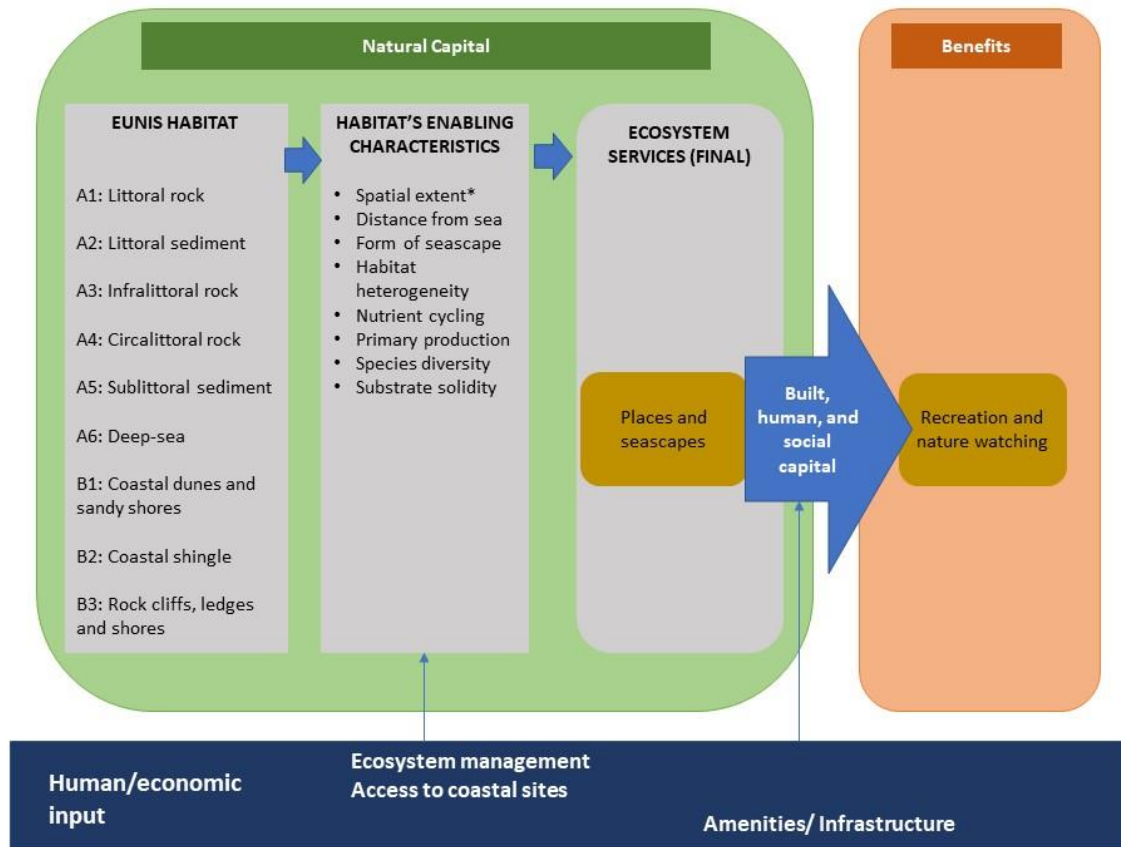 Natural Capital
Benefits
EUNIS HABITAT
A1: Littoral rock
A2: Littoral sediment
A3: Infralittoral rock
A4: Circalittoral rock
A5: Sublittoral sediment
A6: Deep-sea
B1: Coastal dunes and
sandy shores
B2: Coastal shingle
B3: Rock cliffs, ledges
and shores
HABITAT'S ENABLING
CHARACTERISTICS
• Spatial extent*
• Distance from sea
• Form of seascape
• Habitat
heterogeneity
• Nutrient cycling
• Primary production
• Species diversity
• Substrate solidity
ECOSYSTEM
SERVICES (FINAL)
Places and
seascapes
Built,
human, and
social
capital
Recreation and
nature watching
Human/economic
input
Ecosystem management
Access to coastal sites
Amenities/ Infrastructure